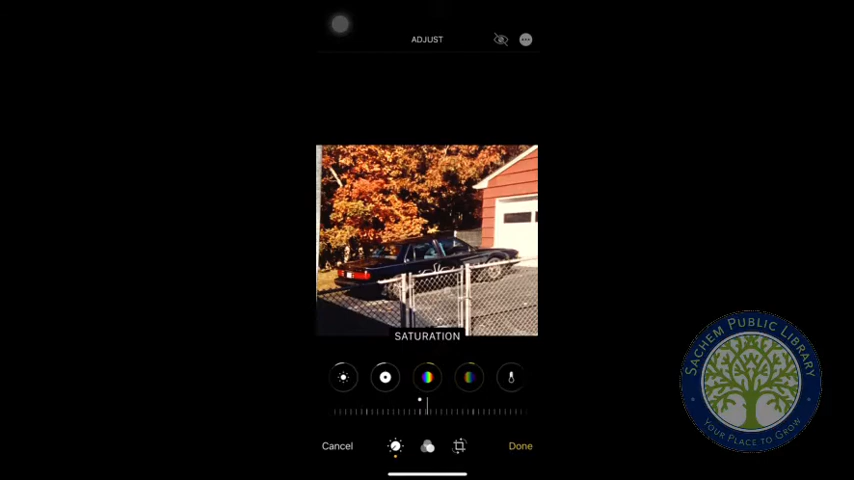 ADJUST
SATURATION
Cancel
Done
SACHEM PUBLIC LIBRARY
YOUR PLACE TO GROW